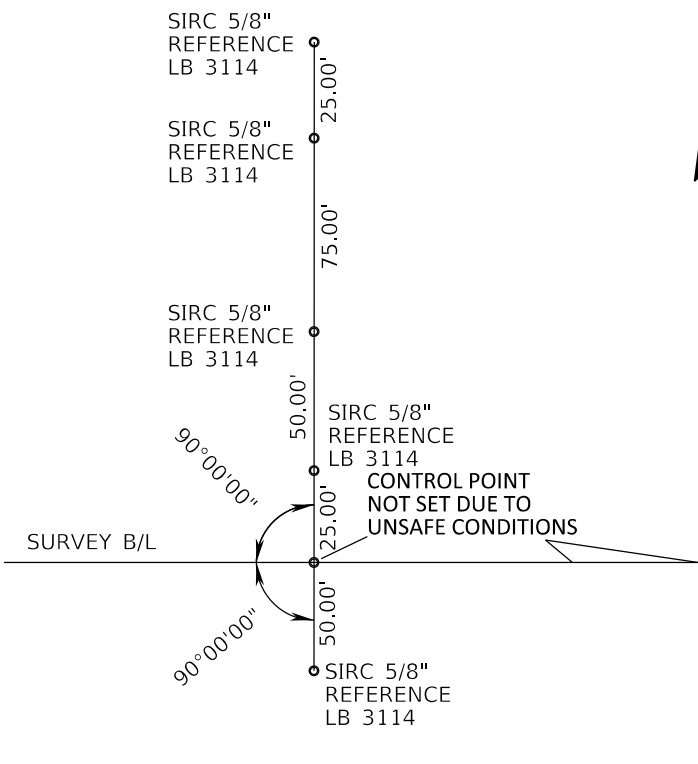 SIRC 5/8"
REFERENCE
LB 3114
25.00'
SIRC 5/8"
REFERENCE
LB 3114
75.00'
SIRC 5/8"
REFERENCE
LB 3114
50.00'
SIRC 5/8"
REFERENCE
LB 3114
90°00'00"
CONTROL POINT
NOT SET DUE TO
UNSAFE CONDITIONS
25.00'
SURVEY B/L
50.00'
90°00'00"
SIRC 5/8"
REFERENCE
LB 3114